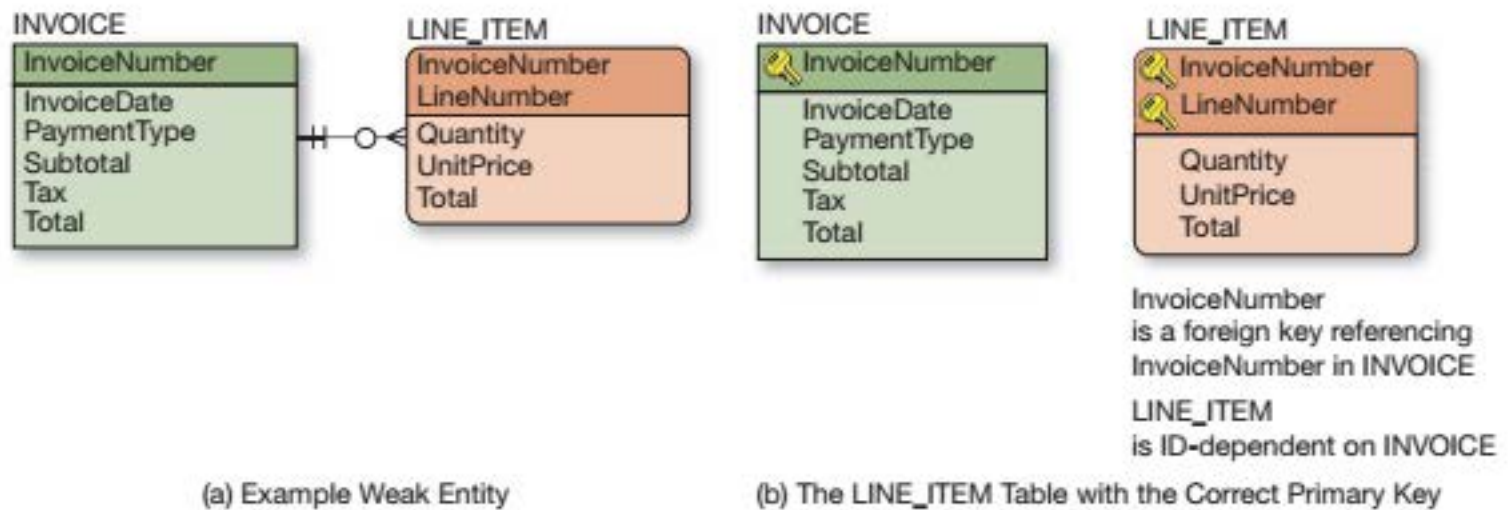 INVOICE
InvoiceNumber
InvoiceDate
PaymentType
Subtotal
Tax
Total
LINE_ITEM
InvoiceNumber
LineNumber
Quantity
UnitPrice
Total
(a) Example Weak Entity
INVOICE
InvoiceNumber
InvoiceDate
PaymentType
Subtotal
Tax
Total
LINE_ITEM
InvoiceNumber
LineNumber
Quantity
UnitPrice
Total
InvoiceNumber
is a foreign key referencing
InvoiceNumber in INVOICE
LINE_ITEM
is ID-dependent on INVOICE
(b) The LINE_ITEM Table with the Correct Primary Key